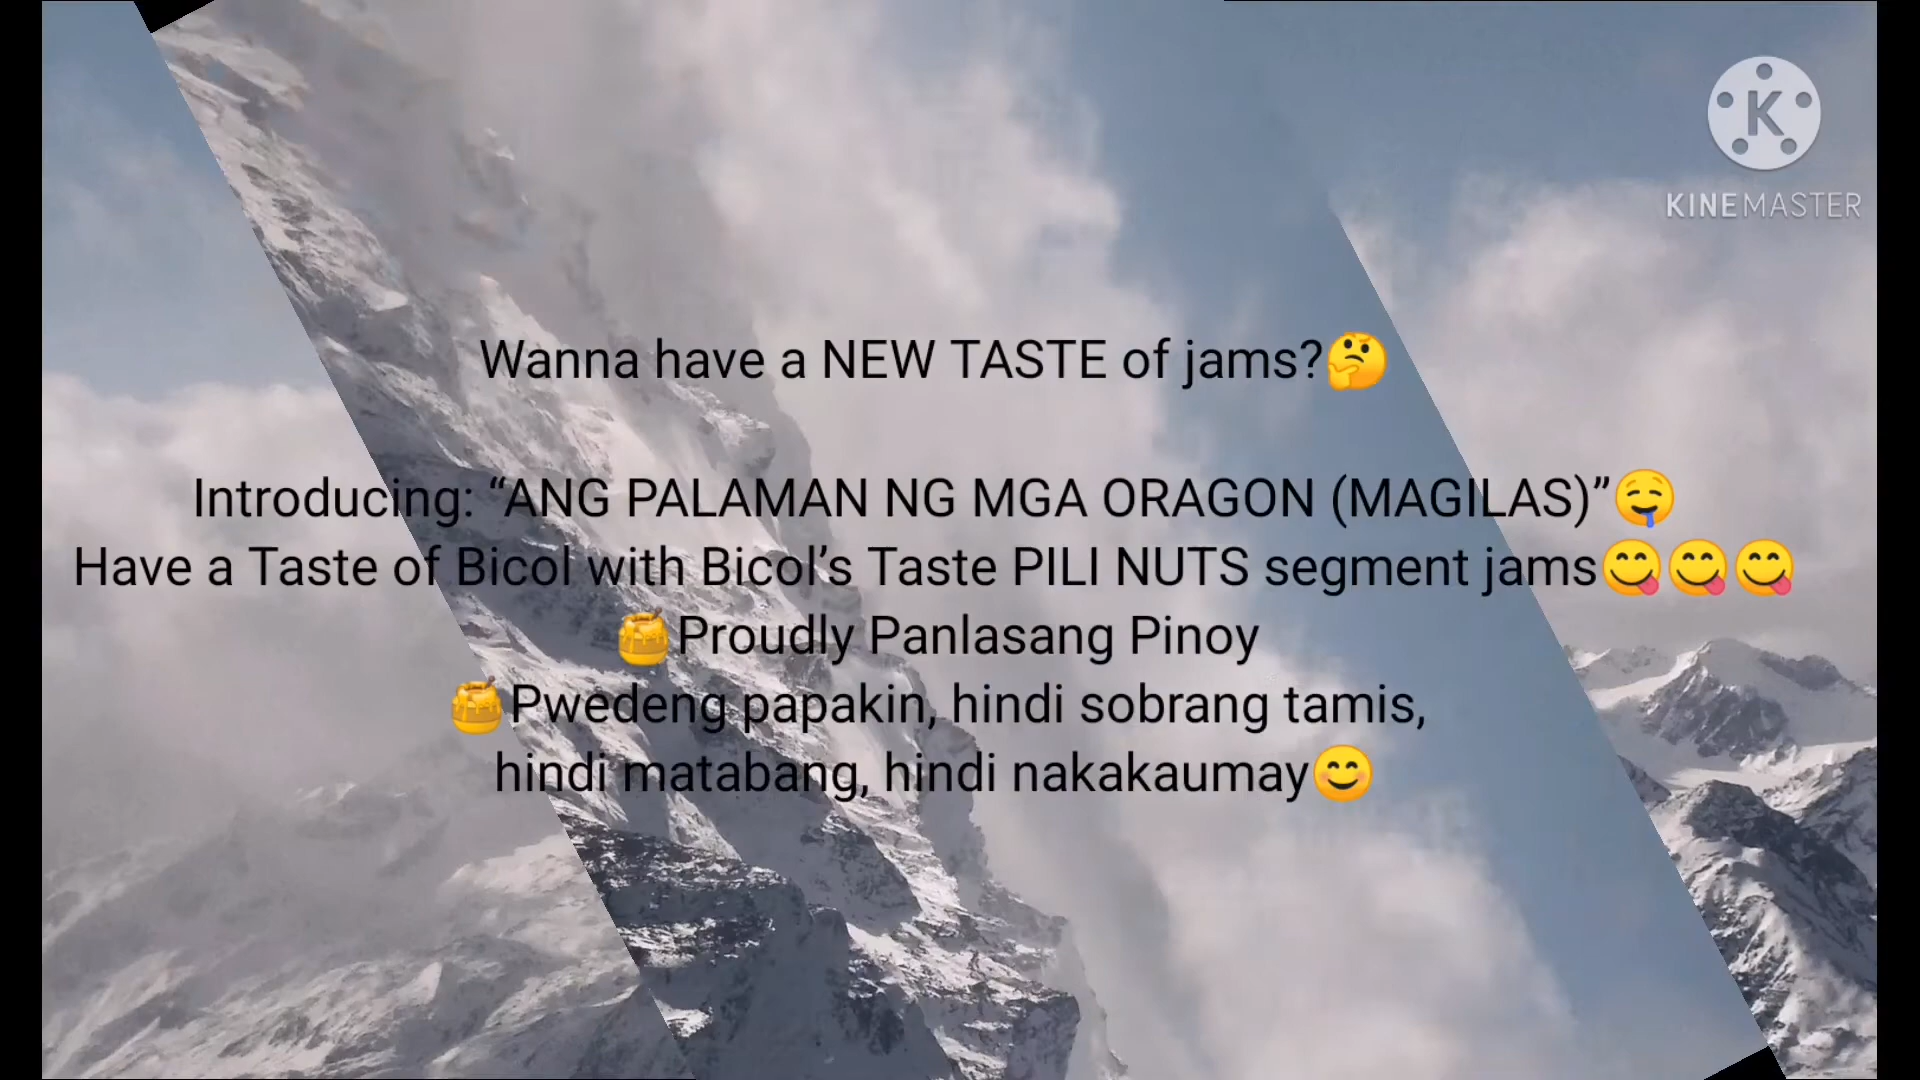 K
KINEMASTER
Wanna have a NEW TASTE of jams?🤔
Introducing: “ANG PALAMAN NG MGA ORAGON (MAGILAS)”🤤
Have a Taste of Bicol with Bicol’s Taste PILI NUTS segment jams😋😋😋
🍯Proudly Panlasang Pinoy
🍯Pwedeng papakin, hindi sobrang tamis,
hindi matabang, hindi nakakaumay😊